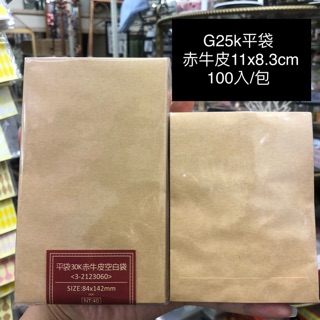 G25k平袋
赤牛皮11x8.3cm
100入/包
平袋30K赤牛皮空白袋
<3-2123060>
SIZE:84x142mm